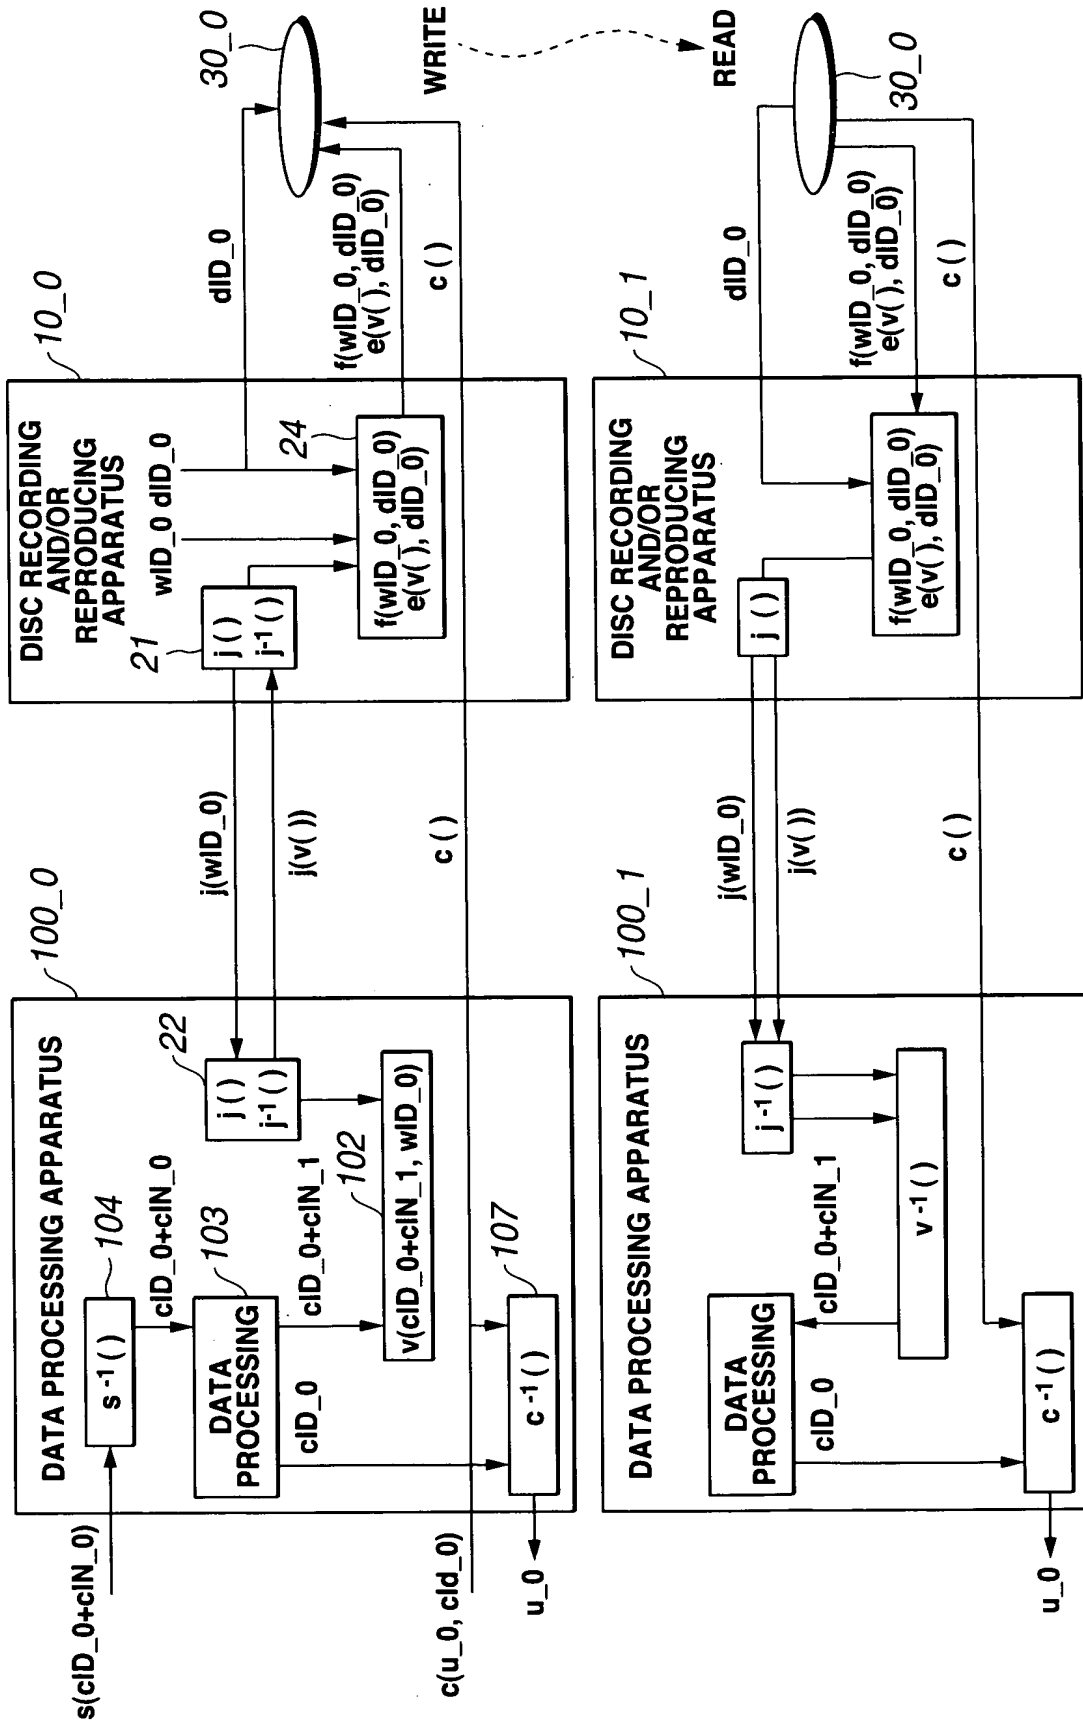 s(cID_0+cIN_0)
c(u_0, cId_0)
u_0
100_0
DATA PROCESSING APPARATUS
104
s-1( )
cID_0+cIN_0
103
DATA
PROCESSING
cID_0
cID_0+cIN_1
22
j ( )
j-1( )
102
v(cID_0+cIN_1, wID_0)
107
c-1( )
j(wID_0)
j(v( ))
c ( )
10_0
DISC RECORDING
AND/OR
REPRODUCING
APPARATUS
wID_0 dID_0
21
j ( )
j-1( )
24
f(wID_0, dID_0)
e(v( ), dID_0)
dID_0
f(wID_0, dID_0)
e(v( ), dID_0)
c ( )
30_0
WRITE
READ
u_0
100_1
DATA PROCESSING APPARATUS
DATA
PROCESSING
cID_0
cID_0+cIN_1
j-1( )
v-1( )
c-1( )
j(wID_0)
j(v( ))
c ( )
10_1
DISC RECORDING
AND/OR
REPRODUCING
APPARATUS
j ( )
f(wID_0, dID_0)
e(v( ), dID_0)
dID_0
f(wID_0, dID_0)
e(v( ), dID_0)
c ( )
30_0